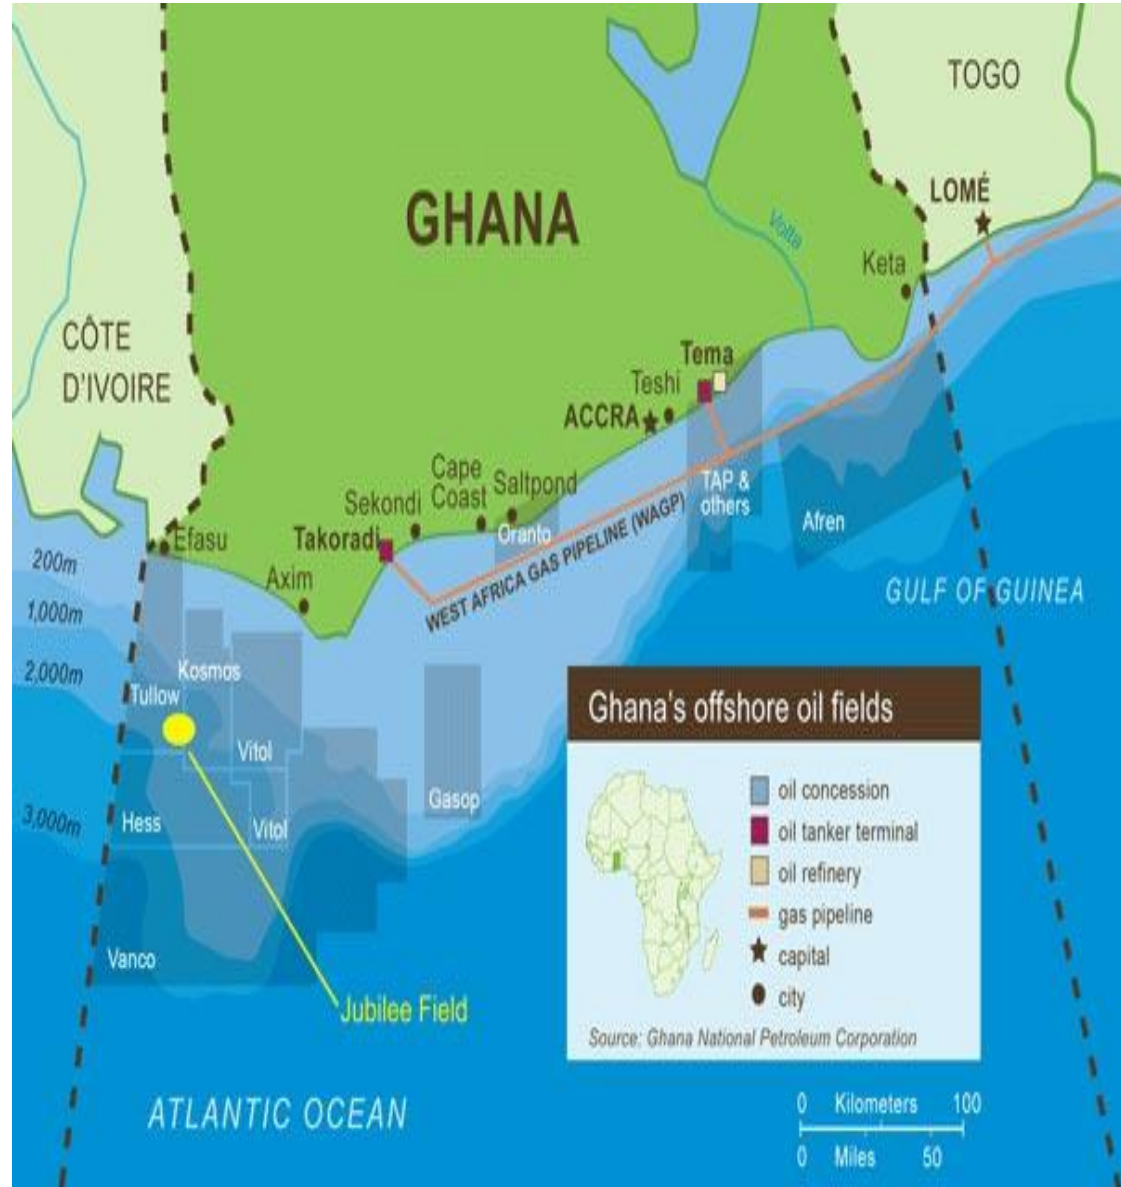 TOGO
LOMÉ
GHANA
Volta
Keta
CÔTE
D'IVOIRE
Tema
Teshi
ACCRA
Cape
Coast
Saltpond
Sekondi
Takoradi
Oranto
TAP &
others
Afren
WEST AFRICA GAS PIPELINE (WAGP)
Efasu
Axim
200m
1,000m
2,000m
3,000m
GULF OF GUINEA
Kosmos
Tullow
Vitol
Gasop
Hess
Vitol
Vanco
Jubilee Field
Ghana's offshore oil fields
oil concession
oil tanker terminal
oil refinery
gas pipeline
capital
city
Source: Ghana National Petroleum Corporation
ATLANTIC OCEAN
0 Kilometers 100
0 Miles 50